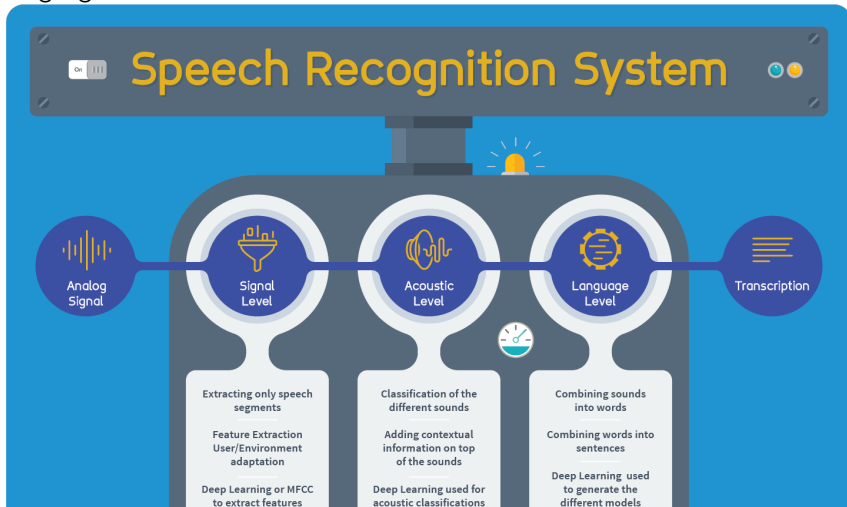 On
Speech Recognition System
Analog
Signal
Signal
Level
Acoustic
Level
Language
Level
Transcription
Extracting only speech
segments
Feature Extraction
User/Environment
adaptation
Deep Learning or MFCC
to extract features
Classification of the
different sounds
Adding contextual
information on top
of the sounds
Deep Learning used for
acoustic classifications
Combining sounds
into words
Combining words into
sentences
Deep Learning used
to generate the
different models